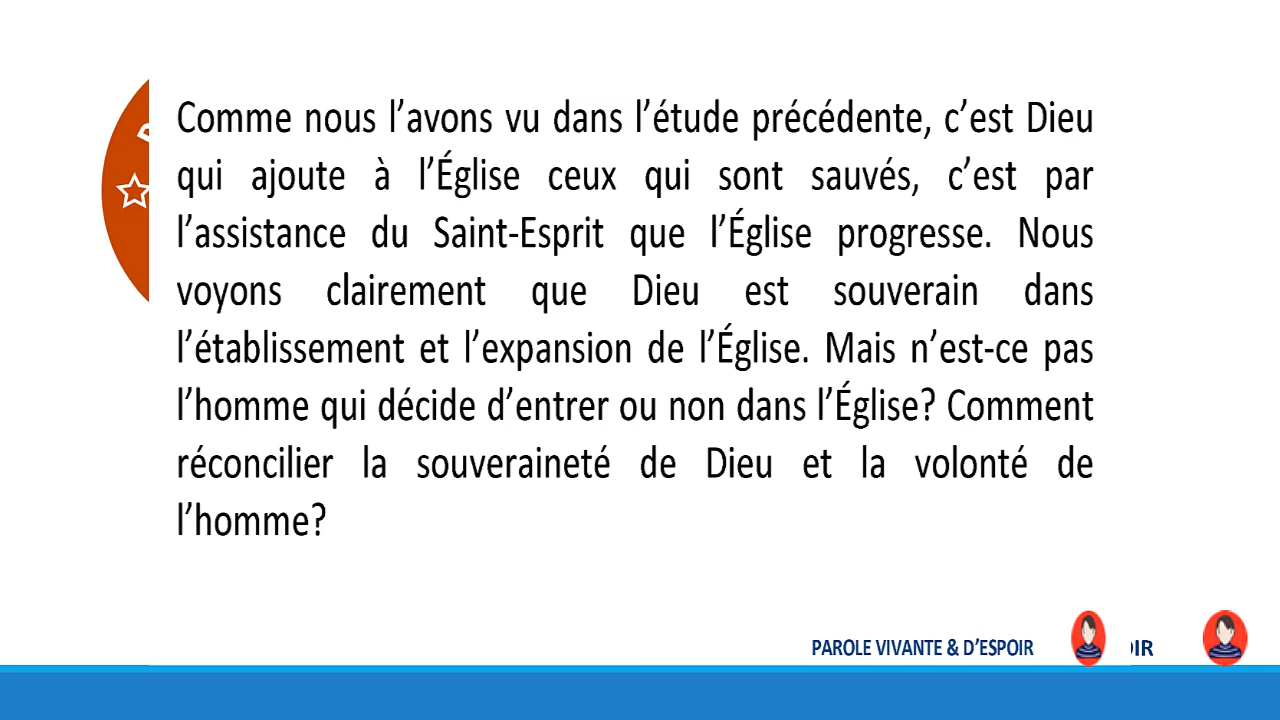 Comme nous l’avons vu dans l’étude précédente, c’est Dieu
qui ajoute à l’Église ceux qui sont sauvés, c’est par
l’assistance du Saint-Esprit que l’Église progresse. Nous
voyons clairement que Dieu est souverain dans
l’établissement et l’expansion de l’Église. Mais n’est-ce pas
l’homme qui décide d’entrer ou non dans l’Église? Comment
réconcilier la souveraineté de Dieu et la volonté de
l’homme?
PAROLE VIVANTE & D’ESPOIR